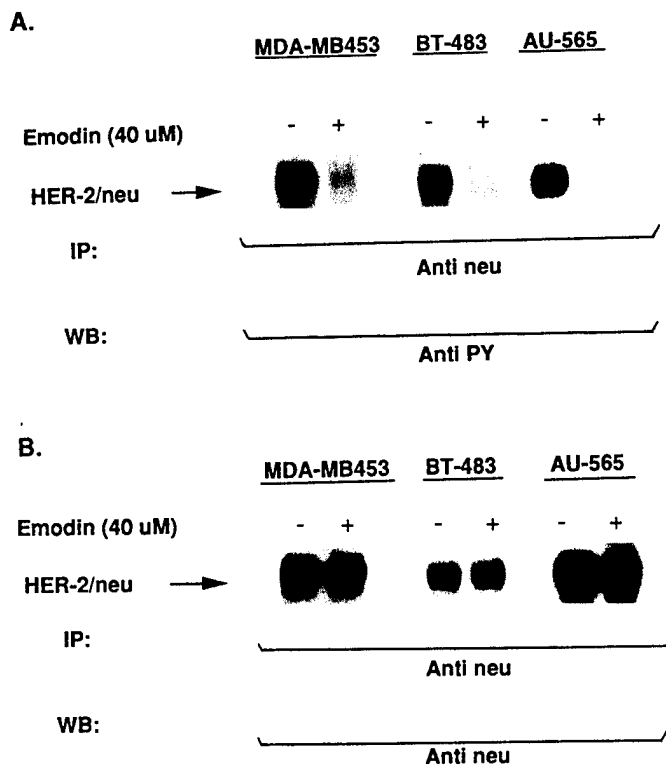 A.
MDA-MB453 BT-483 AU-565
Emodin (40 uM) - + - + - +
HER-2/neu
IP:
Anti neu
WB:
Anti PY
B.
MDA-MB453 BT-483 AU-565
Emodin (40 uM) - + - + - +
HER-2/neu
IP:
Anti neu
WB:
Anti neu